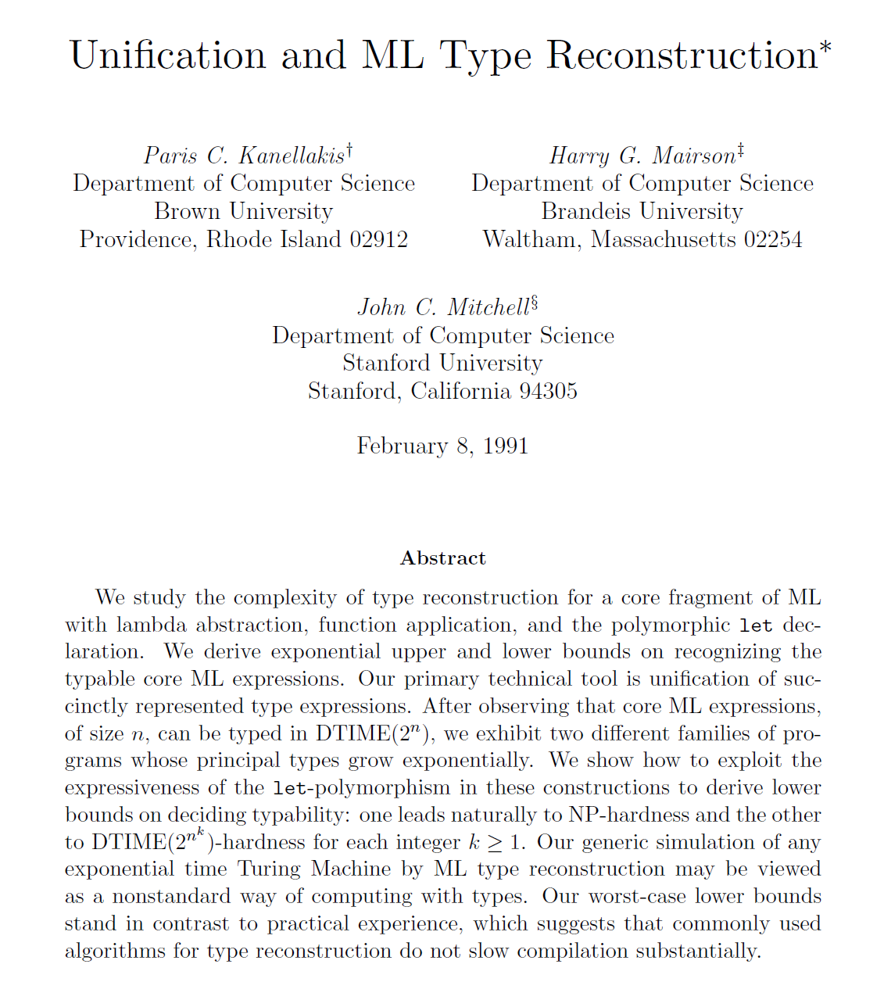 Unification and ML Type Reconstruction*
Paris C. Kanellakis†
Department of Computer Science
Brown University
Providence, Rhode Island 02912
Harry G. Mairson‡
Department of Computer Science
Brandeis University
Waltham, Massachusetts 02254
John C. Mitchell§
Department of Computer Science
Stanford University
Stanford, California 94305
February 8, 1991
Abstract
We study the complexity of type reconstruction for a core fragment of ML
with lambda abstraction, function application, and the polymorphic let dec-
laration. We derive exponential upper and lower bounds on recognizing the
typable core ML expressions. Our primary technical tool is unification of suc-
cinctly represented type expressions. After observing that core ML expressions,
of size n, can be typed in DTIME(2^n), we exhibit two different families of pro-
grams whose principal types grow exponentially. We show how to exploit the
expressiveness of the let-polymorphism in these constructions to derive lower
bounds on deciding typability: one leads naturally to NP-hardness and the other
to DTIME(2^{n^k})-hardness for each integer k ≥ 1. Our generic simulation of any
exponential time Turing Machine by ML type reconstruction may be viewed
as a nonstandard way of computing with types. Our worst-case lower bounds
stand in contrast to practical experience, which suggests that commonly used
algorithms for type reconstruction do not slow compilation substantially.